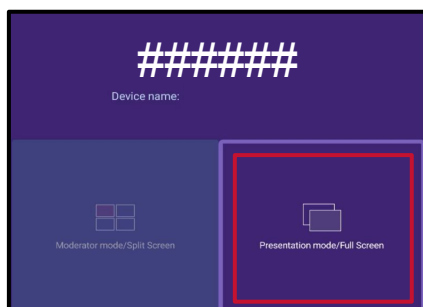 ######
Device name:
Moderator mode/Split Screen
Presentation mode/Full Screen